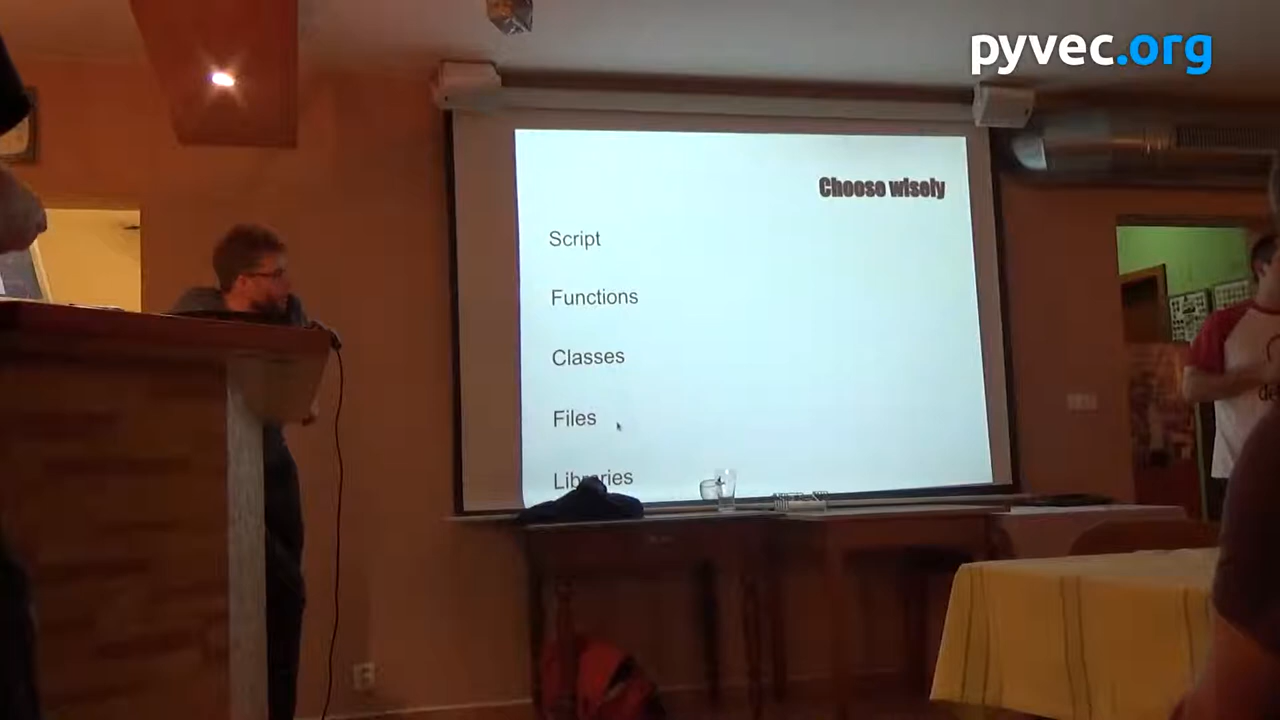 pyvec.org
Choose wisely
Script
Functions
Classes
Files
Libraries